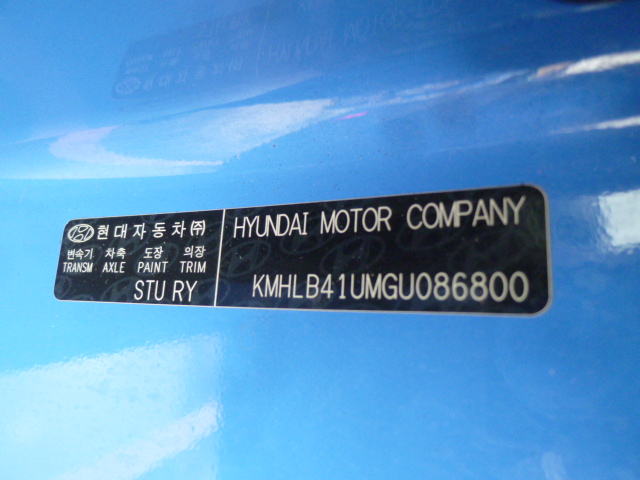 현대자동차㈜
변속기 차축 도장 의장
TRANSM AXLE PAINT TRIM
STU RY
HYUNDAI MOTOR COMPANY
KMHLB41UMGU086800